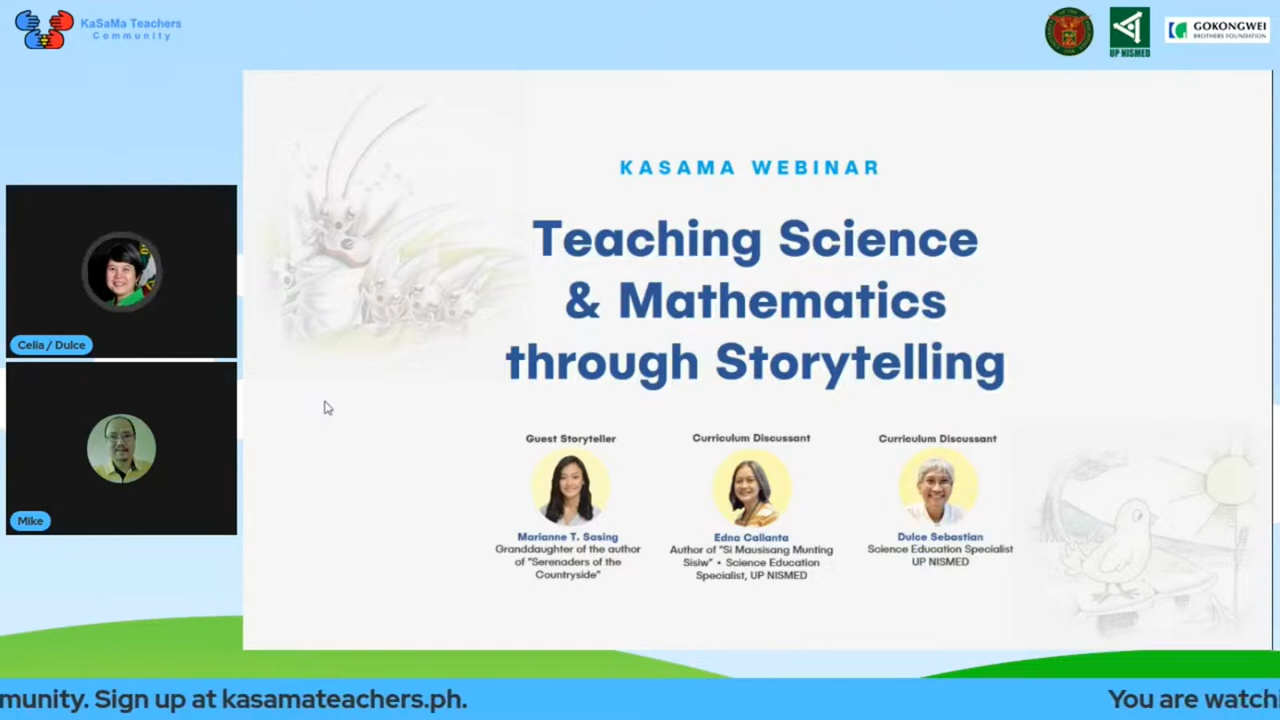 KaSaMa Teachers
Community
UP NISMED
GOKONGWEI
BROTHERS FOUNDATION
KASAMA WEBINAR
Teaching Science
& Mathematics
through Storytelling
Celia / Dulce
Mike
Guest Storyteller
Marianne T. Sasing
Granddaughter of the author
of "Serenaders of the
Countryside"
Curriculum Discussant
Edna Callanta
Author of "Si Mausisang Munting
Sisiw" • Science Education
Specialist, UP NISMED
Curriculum Discussant
Dulce Sebastian
Science Education Specialist
UP NISMED
munity. Sign up at kasamateachers.ph.
You are watchi